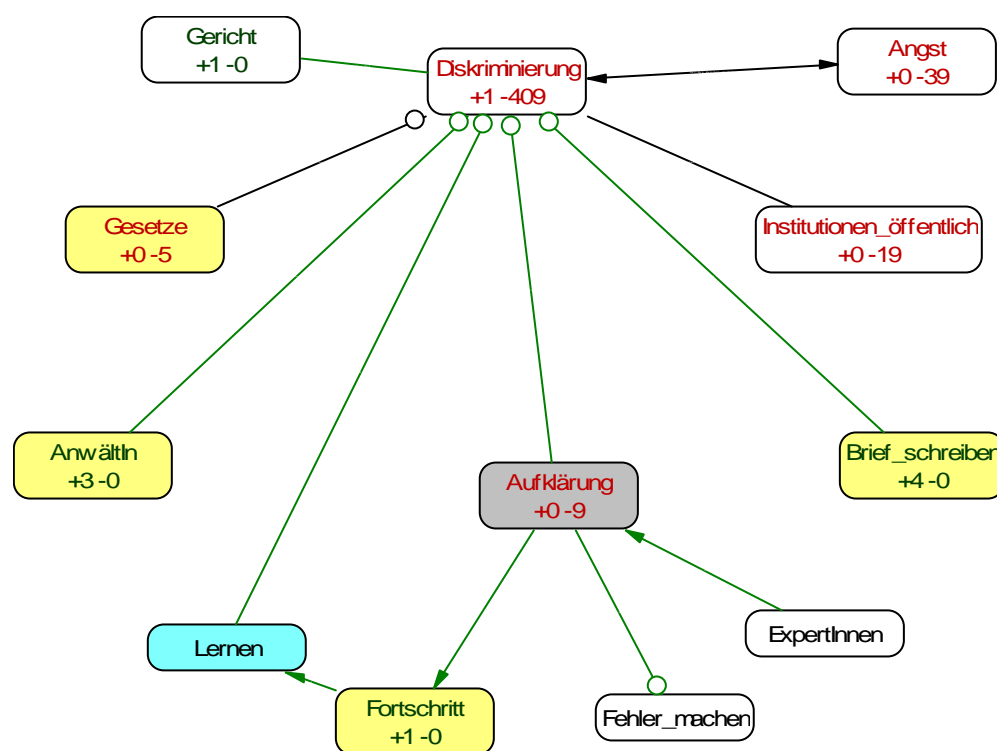 Gericht
+1 -0
Diskriminierung
+1 -409
Angst
+0 -39
Gesetze
+0 -5
Institutionen_öffentlich
+0 -19
AnwältIn
+3 -0
Aufklärung
+0 -9
Brief_schreiben
+4 -0
Lernen
ExpertInnen
Fortschritt
+1 -0
Fehler_machen